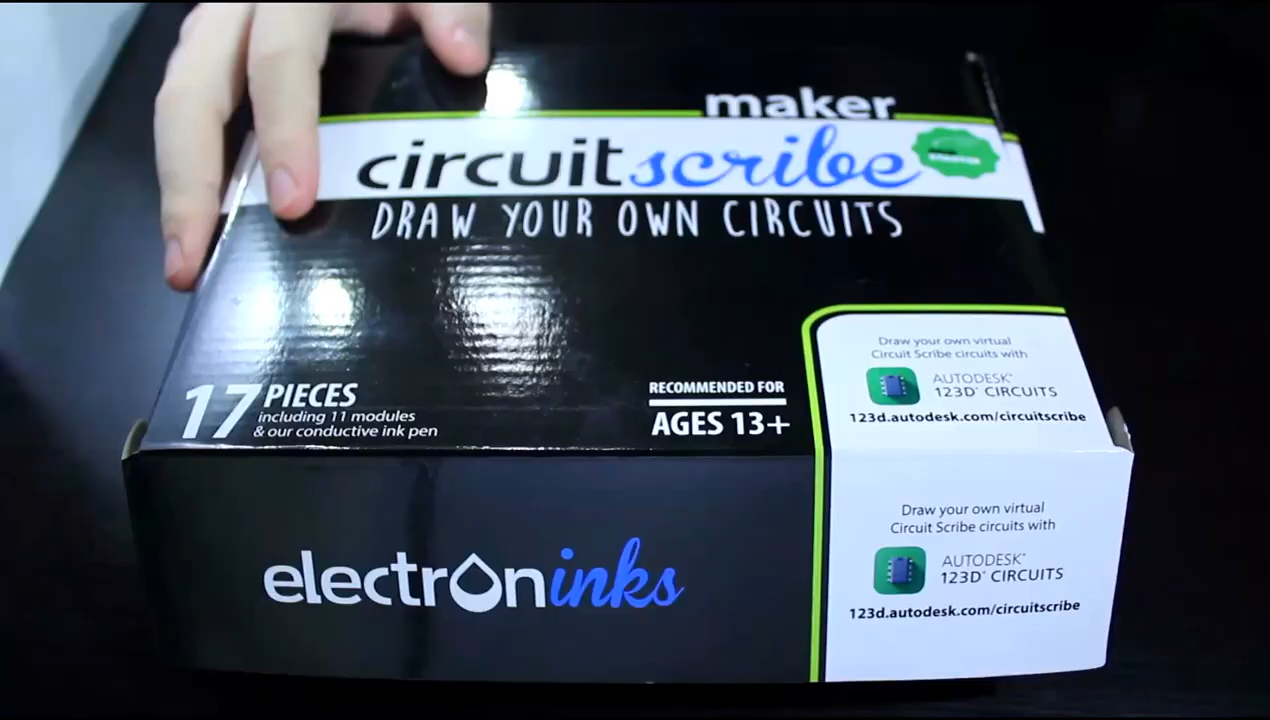 maker
circuitscribe
DRAW YOUR OWN CIRCUITS
17 PIECES
including 11 modules
& our conductive ink pen
RECOMMENDED FOR
AGES 13+
Draw your own virtual
Circuit Scribe circuits with
AUTODESK®
123D® CIRCUITS
123d.autodesk.com/circuitscribe
electroninks
Draw your own virtual
Circuit Scribe circuits with
AUTODESK®
123D® CIRCUITS
123d.autodesk.com/circuitscribe